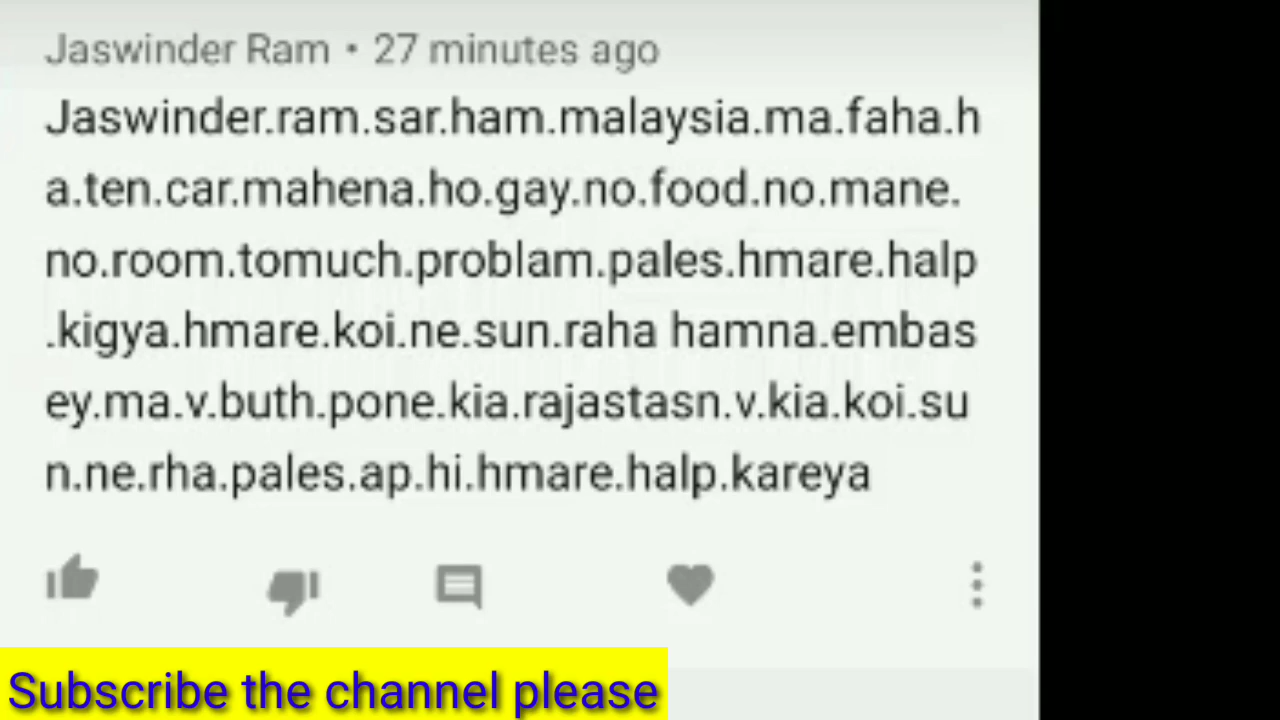 Jaswinder Ram • 27 minutes ago
Jaswinder.ram.sar.ham.malaysia.ma.faha.h
a.ten.car.mahena.ho.gay.no.food.no.mane.
no.room.tomuch.problam.pales.hmare.halp
.kigya.hmare.koi.ne.sun.raha hamna.embas
ey.ma.v.buth.pone.kia.rajastasn.v.kia.koi.su
n.ne.rha.pales.ap.hi.hmare.halp.kareya
Subscribe the channel please